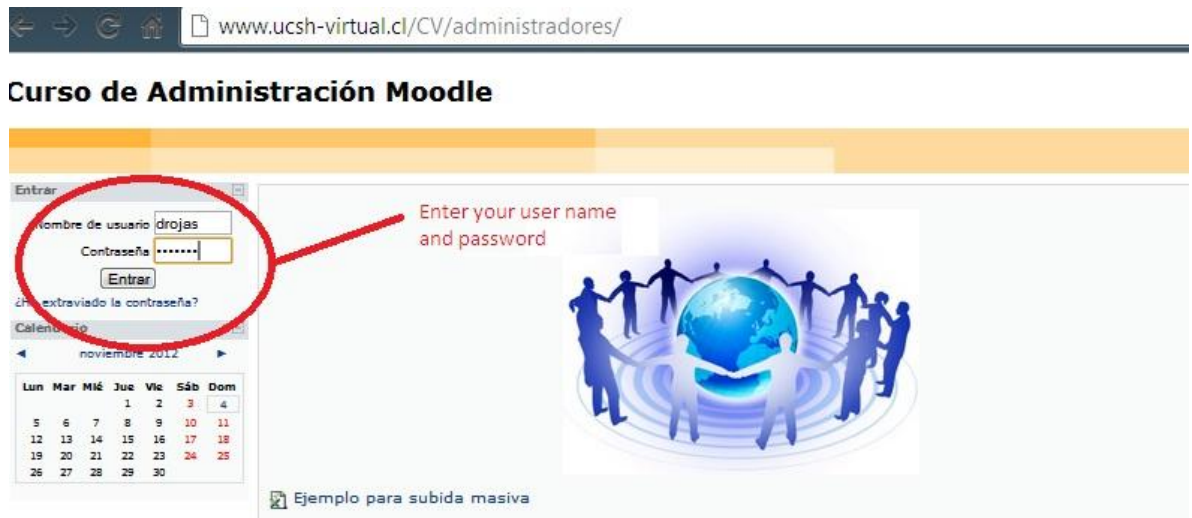 www.ucsh-virtual.cl/CV/administradores/
Curso de Administración Moodle
Entrar
Nombre de usuario drojas
Contraseña •••••••
Entrar
extraviado la contraseña?
Enter your user name
and password
Calendario
noviembre 2012
Lun Mar Mié Jue Vie Sáb Dom
1 2 3 4
5 6 7 8 9 10 11
12 13 14 15 16 17 18
19 20 21 22 23 24 25
26 27 28 29 30
Ejemplo para subida masiva